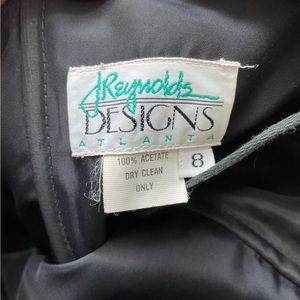 JReynolds
DESIGNS
ATLANTA
100% ACETATE
DRY CLEAN
ONLY
8